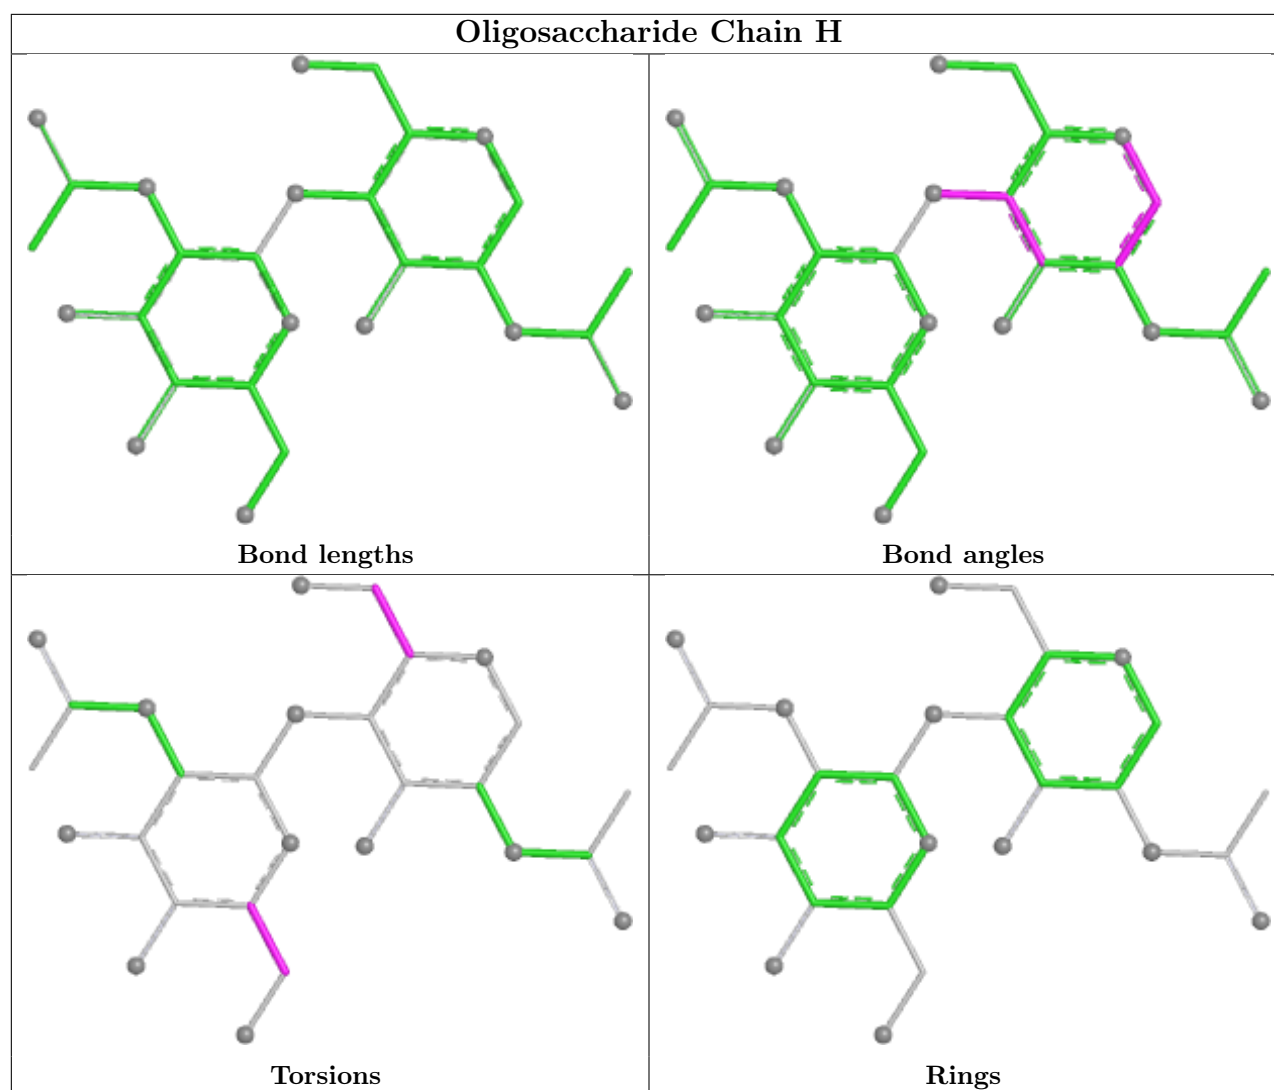 Oligosaccharide Chain H
Bond lengths
Bond angles
Torsions
Rings